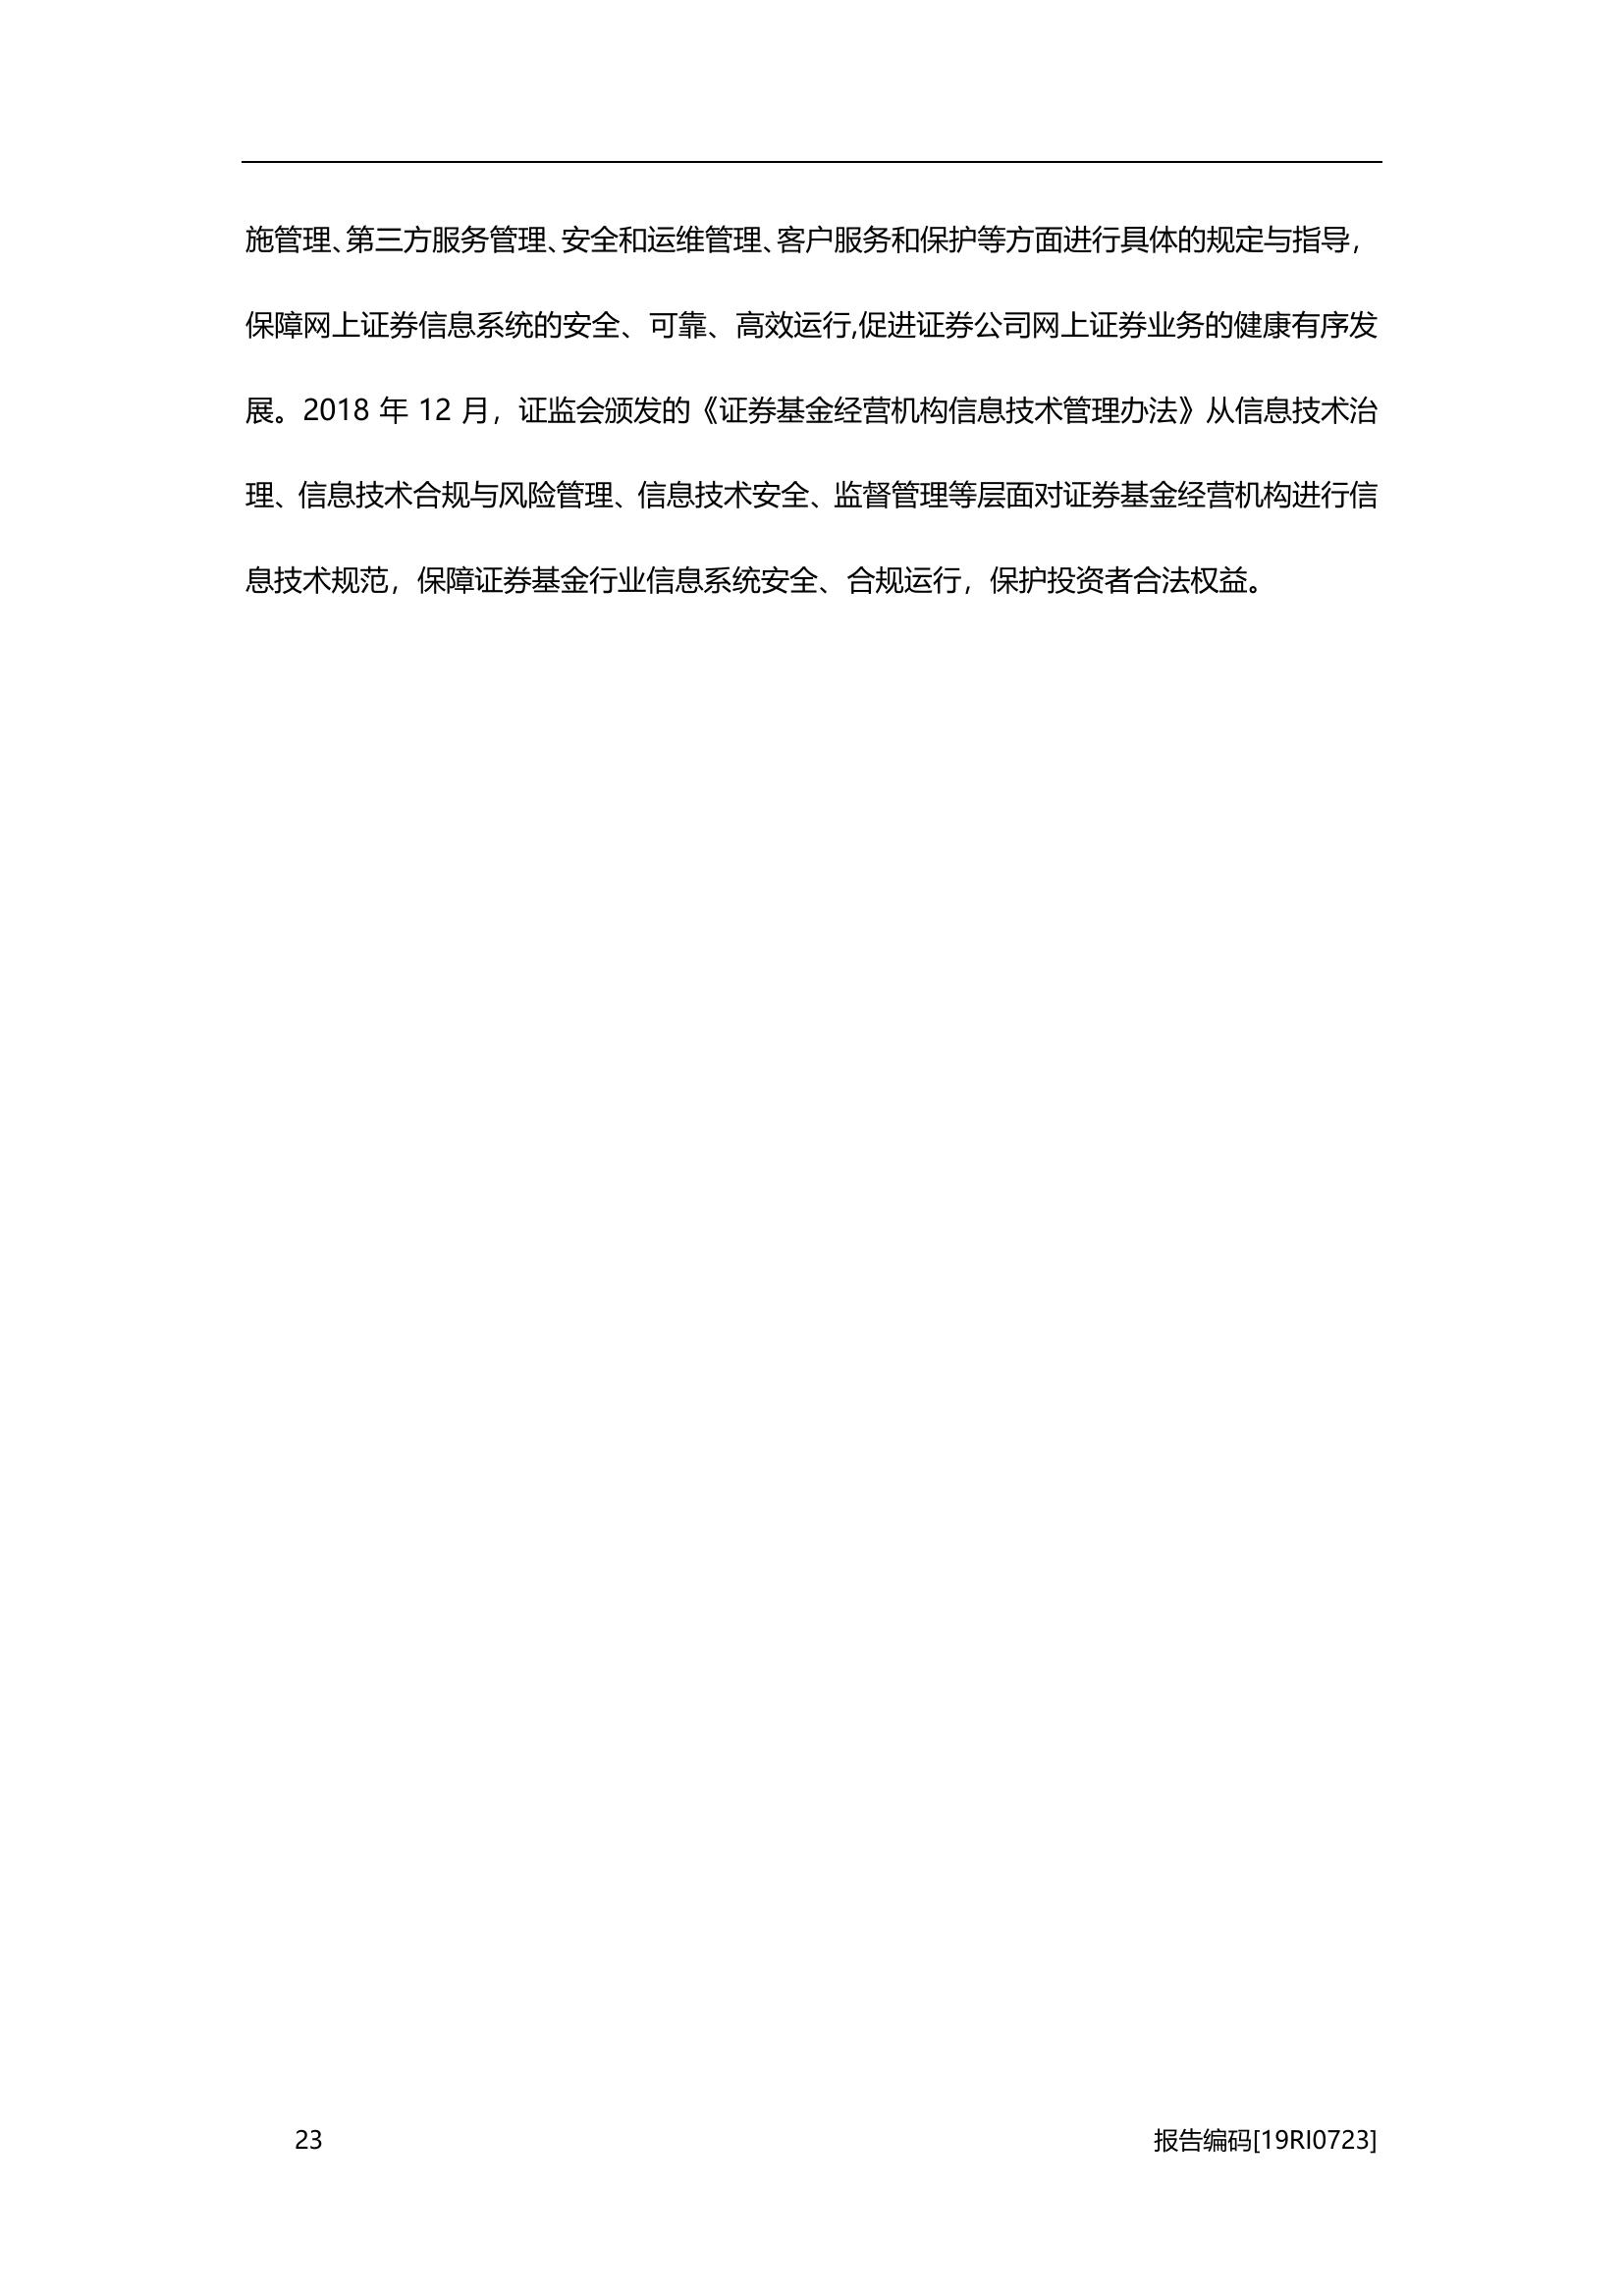 施管理、第三方服务管理、安全和运维管理、客户服务和保护等方面进行具体的规定与指导，
保障网上证券信息系统的安全、可靠、高效运行,促进证券公司网上证券业务的健康有序发
展。2018 年 12 月，证监会颁发的《证券基金经营机构信息技术管理办法》从信息技术治
理、信息技术合规与风险管理、信息技术安全、监督管理等层面对证券基金经营机构进行信
息技术规范，保障证券基金行业信息系统安全、合规运行，保护投资者合法权益。
23 报告编码[19RI0723]